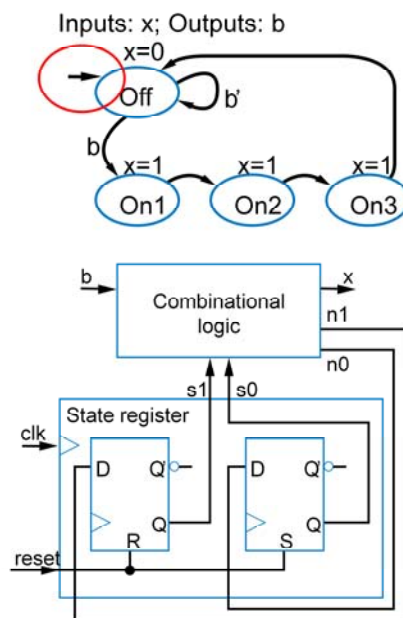 Inputs: x; Outputs: b
x=0
Off
b'
b
x=1 x=1 x=1
On1 On2 On3
b
Combinational
logic
x
n1
n0
s1 s0
State register
clk
D Q' D Q'
Q Q
R S
reset